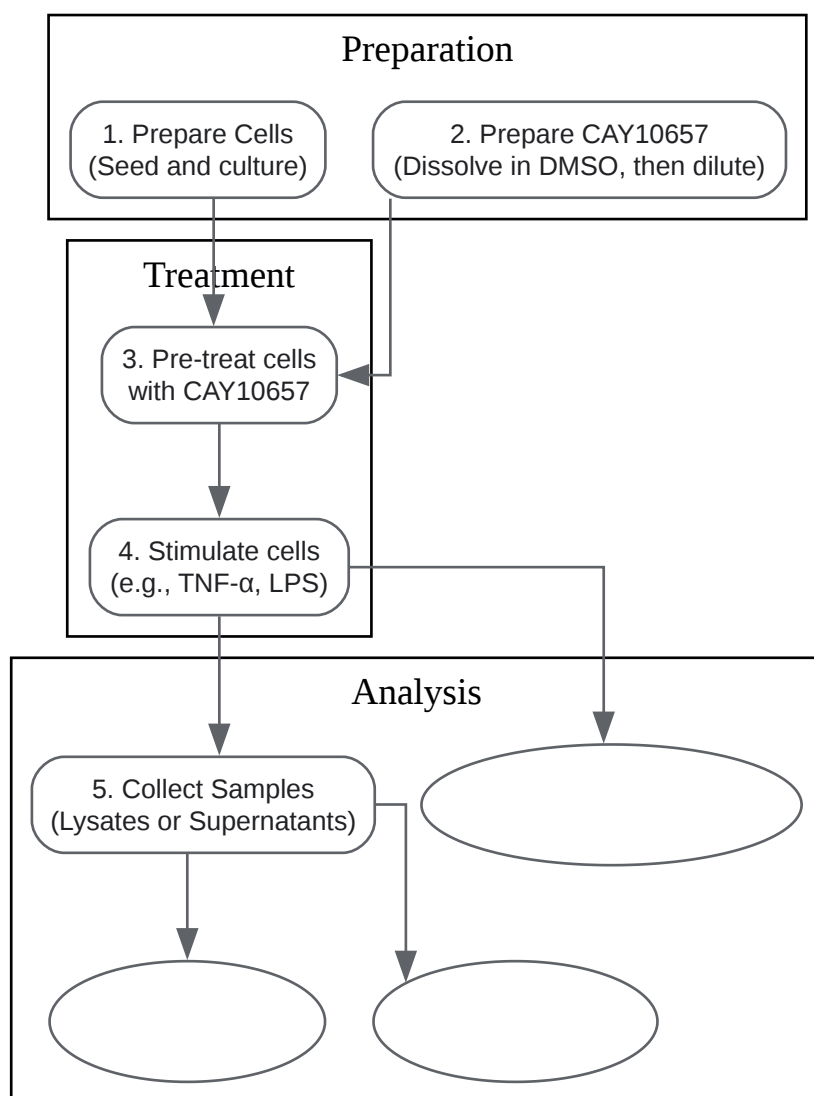 Preparation
1. Prepare Cells
(Seed and culture)
2. Prepare CAY10657
(Dissolve in DMSO, then dilute)
Treatment
3. Pre-treat cells
with CAY10657
4. Stimulate cells
(e.g., TNF-α, LPS)
Analysis
5. Collect Samples
(Lysates or Supernatants)